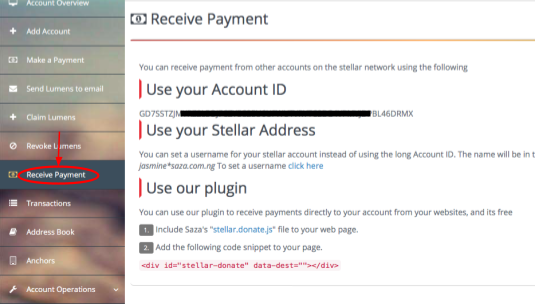 Account Overview
Add Account
Make a Payment
Send Lumens to email
Claim Lumens
Revoke Lumens
Receive Payment
Transactions
Address Book
Anchors
Account Operations
Receive Payment
You can receive payment from other accounts on the stellar network using the following
Use your Account ID
GD7SSTZJM BL46DRMX
Use your Stellar Address
You can set a username for your stellar account instead of using the long Account ID. The name will be in t
jasmine*saza.com.ng To set a username click here
Use our plugin
You can use our plugin to receive payments directly to your account from your websites, and its free
1. Include Saza's "stellar.donate.js" file to your web page.
2. Add the following code snippet to your page.
<div id="stellar-donate" data-dest=""></div>